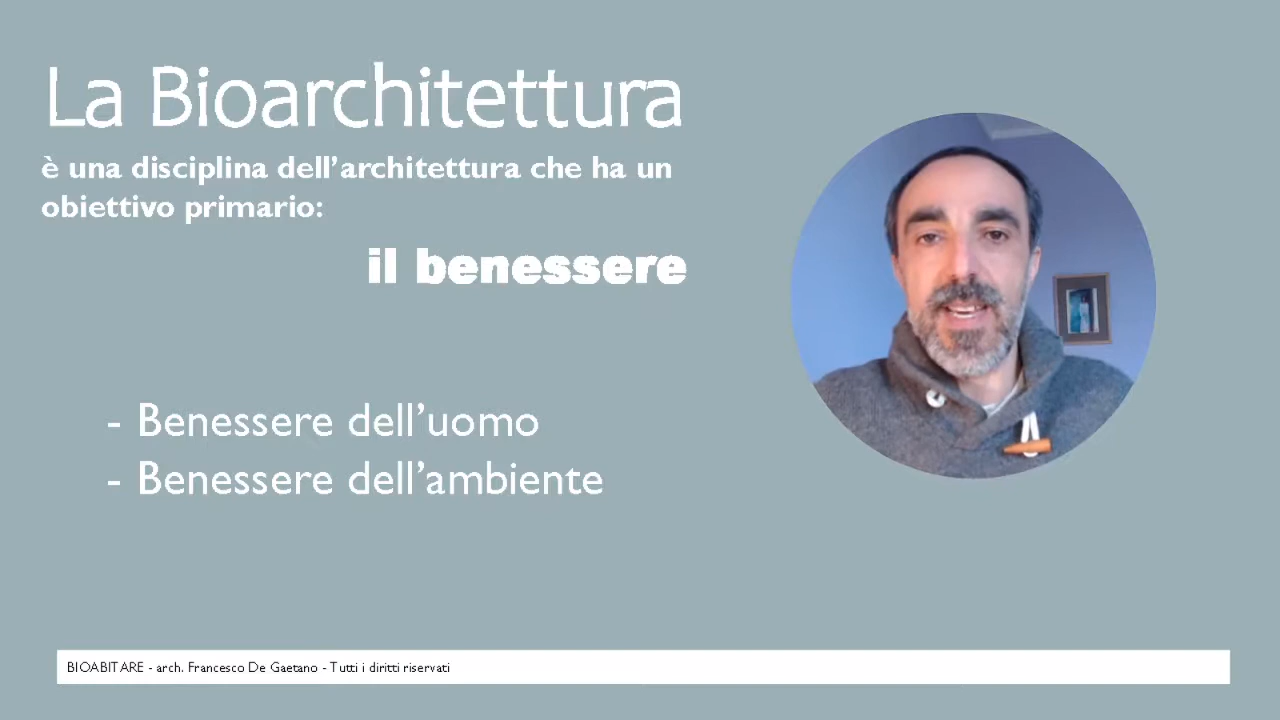 La Bioarchitettura
è una disciplina dell’architettura che ha un
obiettivo primario:
il benessere
- Benessere dell’uomo
- Benessere dell’ambiente
BIOABITARE - arch. Francesco De Gaetano - Tutti i diritti riservati